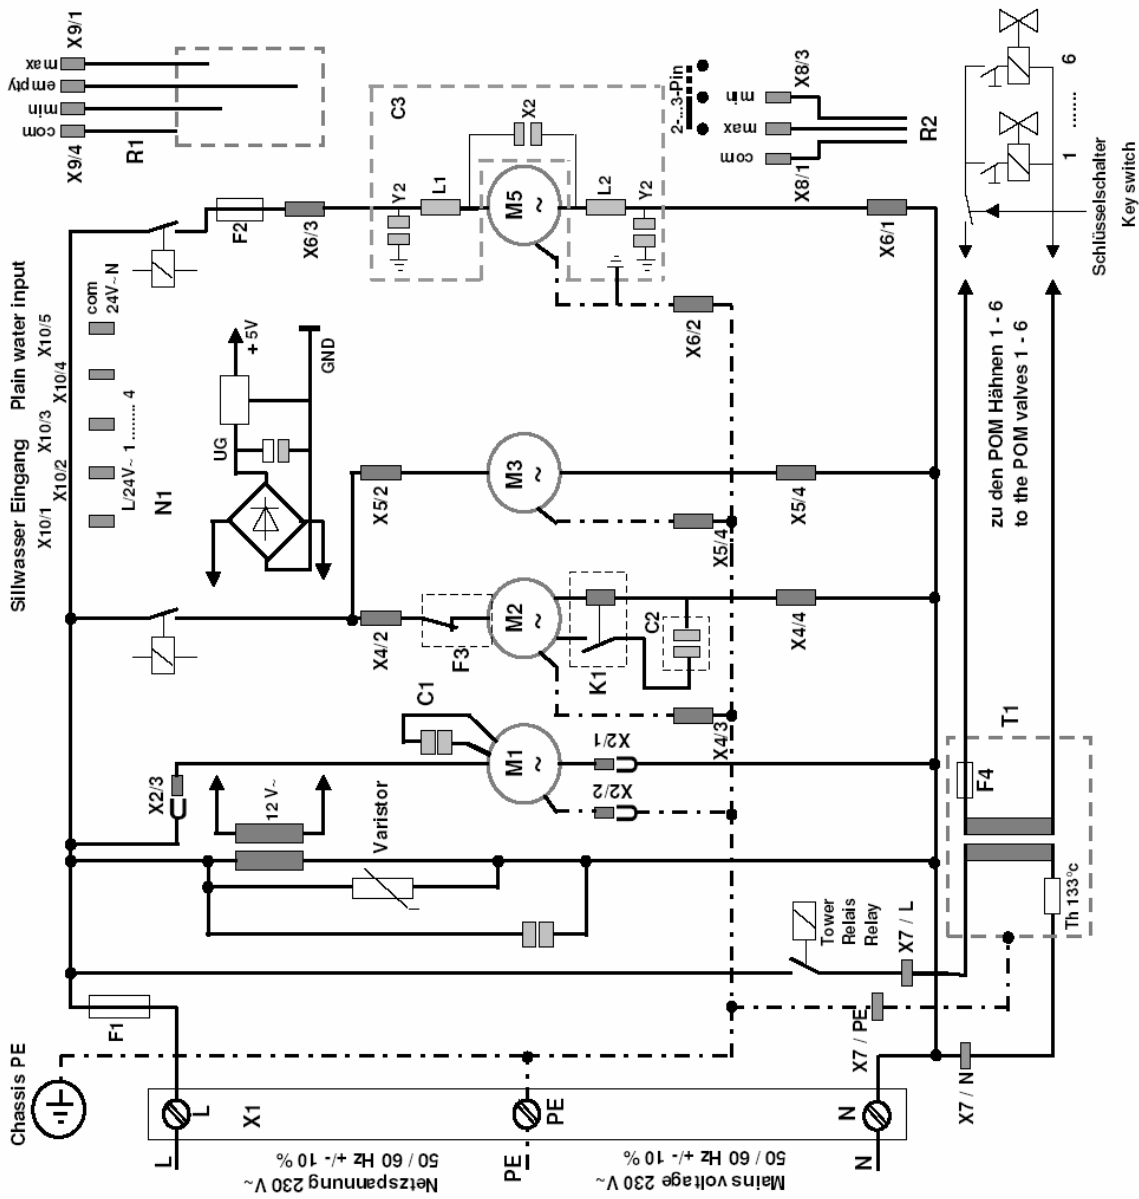 Chassis PE
F1
L
L
X1
Netzspannung 230 V~
50 / 60 Hz +/- 10 %
PE
PE
Mains voltage 230 V~
50 / 60 Hz +/- 10 %
N
N
X7 / N
X7 / PE
X7 / L
Tower
Relais
Relay
Th 133°c
F4
T1
Varistor
12 V~
X2/3
C1
M1
~
X2/1
X2/2
X4/3
X4/2
F3
M2
~
K1
C2
X4/4
X5/2
M3
~
X5/4
X5/4
Sillwasser Eingang Plain water input
X10/1
X10/2
X10/3
X10/4
X10/5
L/24V~ 1 ........ 4
com
24V~N
N1
UG
+ 5V
GND
F2
X6/3
C3
Y2
L1
X2
M5
~
L2
Y2
X6/2
X6/1
X9/4
X9/1
com
min
empty
max
R1
2-...3-Pin
X8/1
X8/3
com
max
min
R2
zu den POM Hähnen 1 - 6
to the POM valves 1 - 6
1 ........ 6
Schlüsselschalter
Key switch